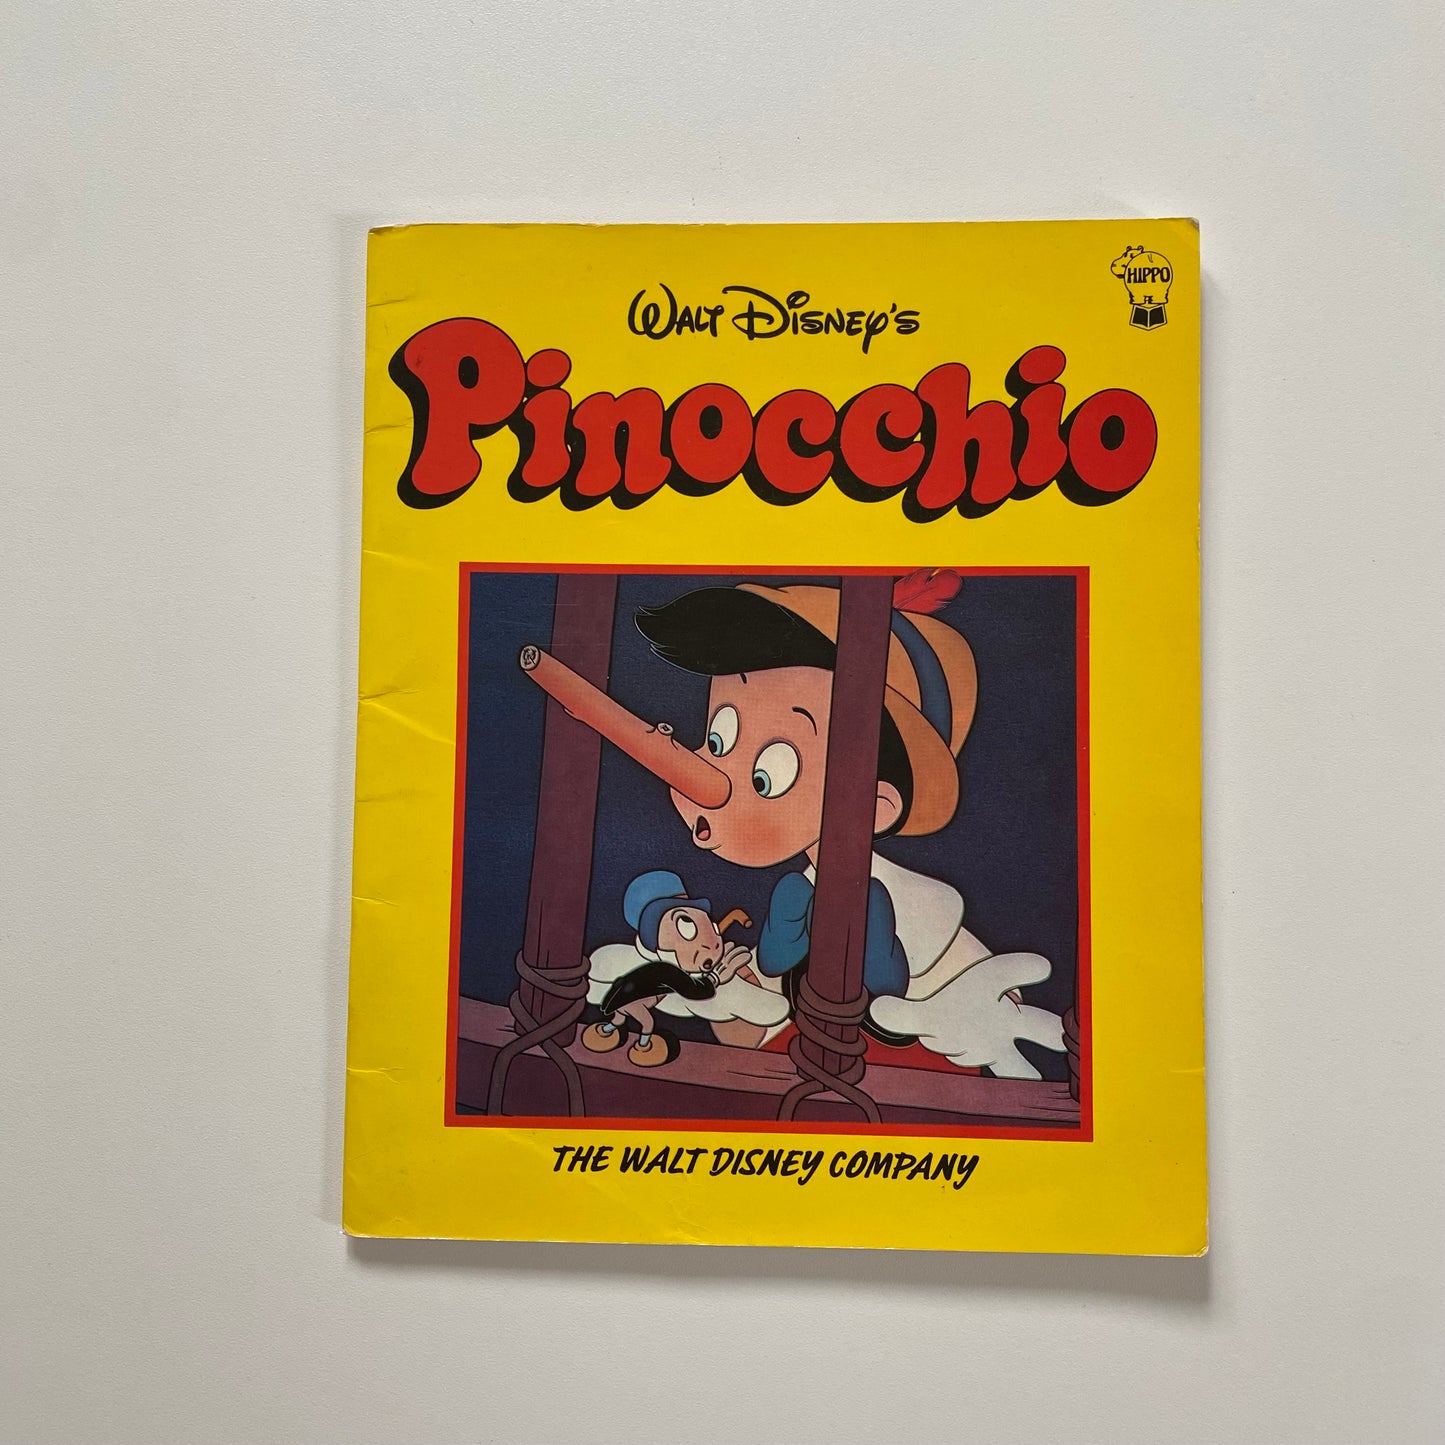 HIPPO
WALT DISNEY'S
Pinocchio
THE WALT DISNEY COMPANY